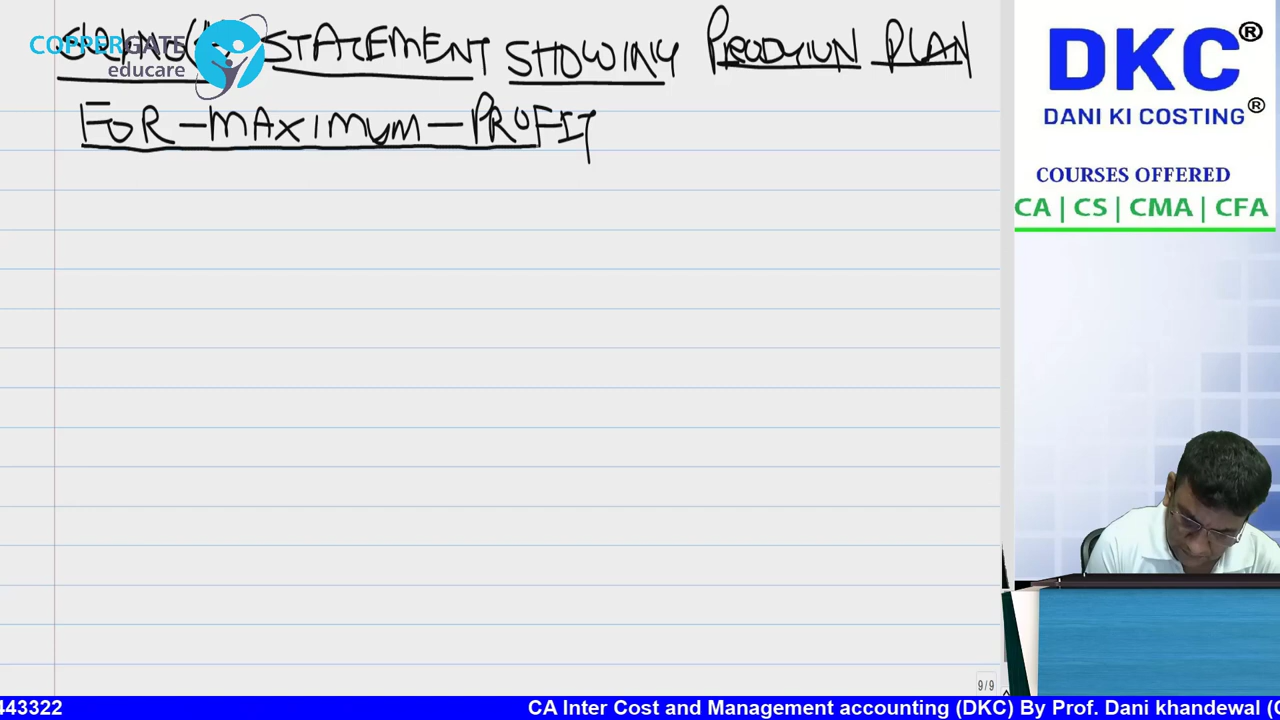 COPPERGATE
educare
STATEMENT SHOWING PLAN
FOR-MAXIMUM-PROFIT
DKC®
DANI KI COSTING®
COURSES OFFERED
CA | CS | CMA | CFA
9/9
443322
CA Inter Cost and Management accounting (DKC) By Prof. Dani khandewal (